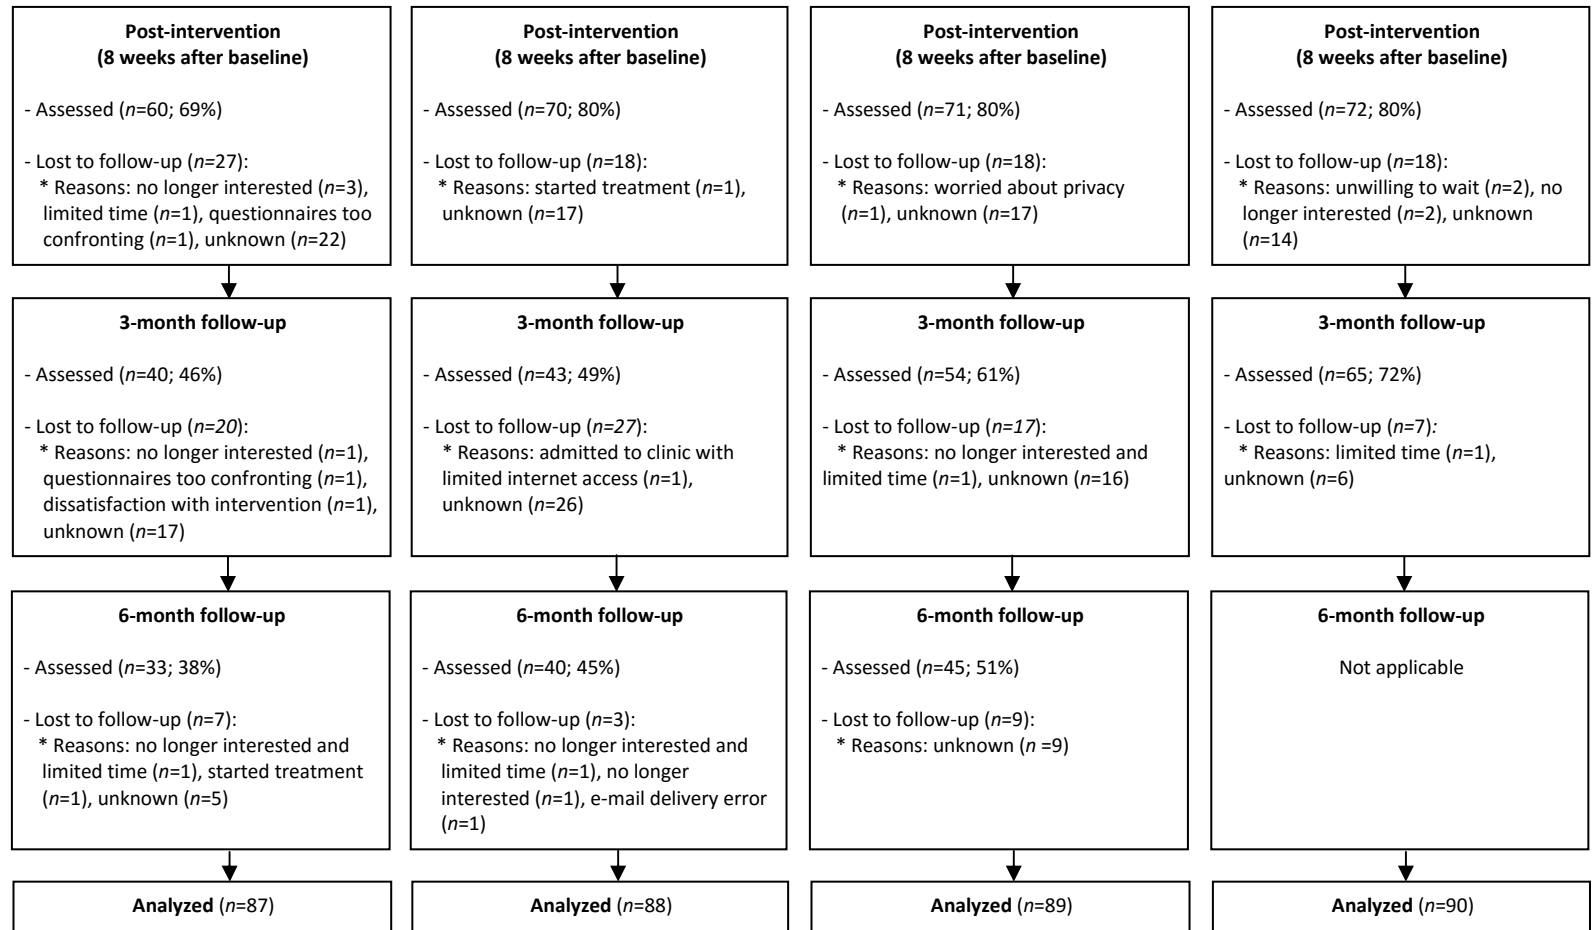 Post-intervention
(8 weeks after baseline)
- Assessed (n=60; 69%)
- Lost to follow-up (n=27):
* Reasons: no longer interested (n=3),
limited time (n=1), questionnaires too
confronting (n=1), unknown (n=22)
Post-intervention
(8 weeks after baseline)
- Assessed (n=70; 80%)
- Lost to follow-up (n=18):
* Reasons: started treatment (n=1),
unknown (n=17)
Post-intervention
(8 weeks after baseline)
- Assessed (n=71; 80%)
- Lost to follow-up (n=18):
* Reasons: worried about privacy
(n=1), unknown (n=17)
Post-intervention
(8 weeks after baseline)
- Assessed (n=72; 80%)
- Lost to follow-up (n=18):
* Reasons: unwilling to wait (n=2), no
longer interested (n=2), unknown
(n=14)
3-month follow-up
- Assessed (n=40; 46%)
- Lost to follow-up (n=20):
* Reasons: no longer interested (n=1),
questionnaires too confronting (n=1),
dissatisfaction with intervention (n=1),
unknown (n=17)
3-month follow-up
- Assessed (n=43; 49%)
- Lost to follow-up (n=27):
* Reasons: admitted to clinic with
limited internet access (n=1),
unknown (n=26)
3-month follow-up
- Assessed (n=54; 61%)
- Lost to follow-up (n=17):
* Reasons: no longer interested and
limited time (n=1), unknown (n=16)
3-month follow-up
- Assessed (n=65; 72%)
- Lost to follow-up (n=7):
* Reasons: limited time (n=1),
unknown (n=6)
6-month follow-up
- Assessed (n=33; 38%)
- Lost to follow-up (n=7):
* Reasons: no longer interested and
limited time (n=1), started treatment
(n=1), unknown (n=5)
6-month follow-up
- Assessed (n=40; 45%)
- Lost to follow-up (n=3):
* Reasons: no longer interested and
limited time (n=1), no longer
interested (n=1), e-mail delivery error
(n=1)
6-month follow-up
- Assessed (n=45; 51%)
- Lost to follow-up (n=9):
* Reasons: unknown (n =9)
6-month follow-up
Not applicable
Analyzed (n=87)
Analyzed (n=88)
Analyzed (n=89)
Analyzed (n=90)